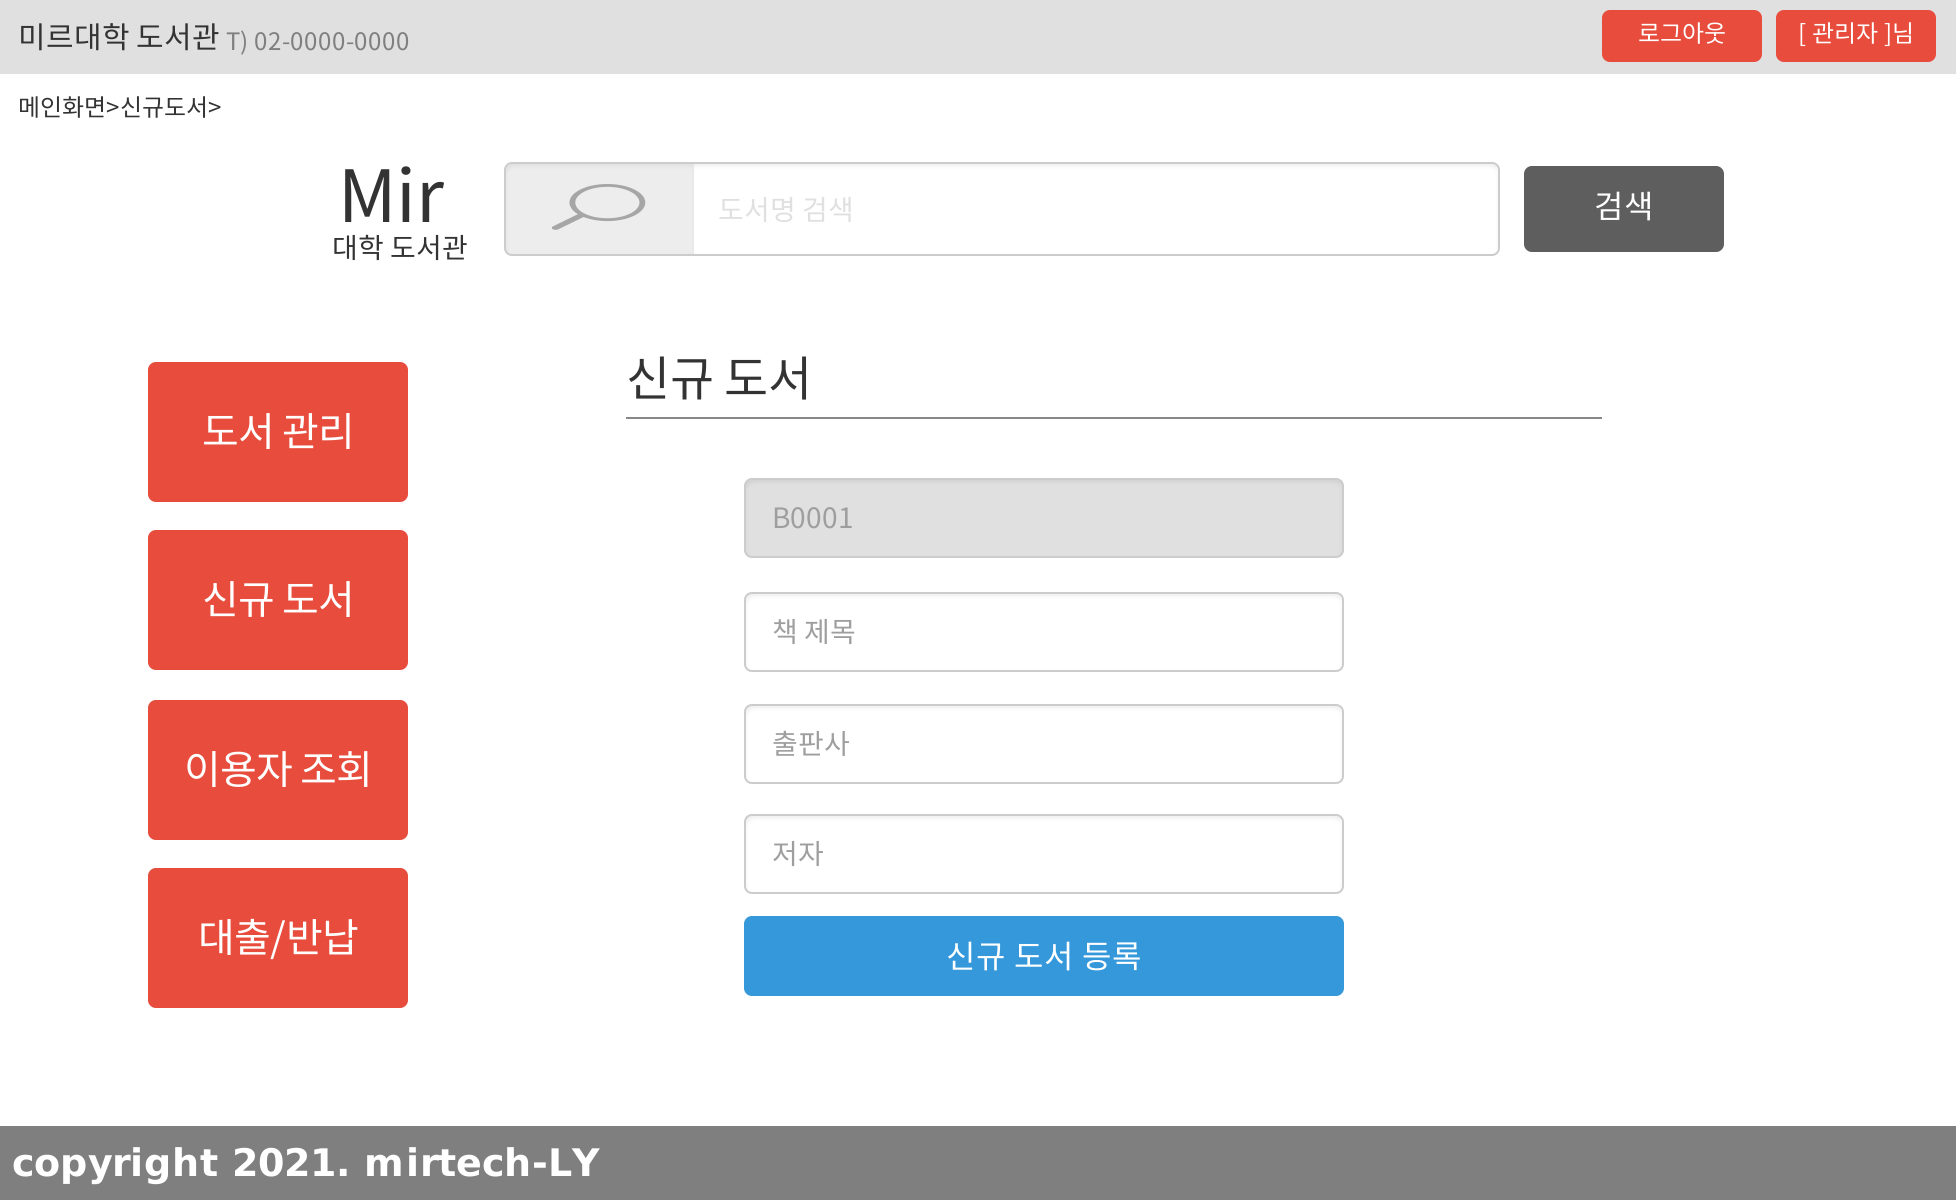 미르대학 도서관 T) 02-0000-0000
로그아웃
[ 관리자 ]님
메인화면>신규도서>
Mir
대학 도서관
도서명 검색
검색
신규 도서
도서 관리
신규 도서
이용자 조회
대출/반납
B0001
책 제목
출판사
저자
신규 도서 등록
copyright 2021. mirtech-LY